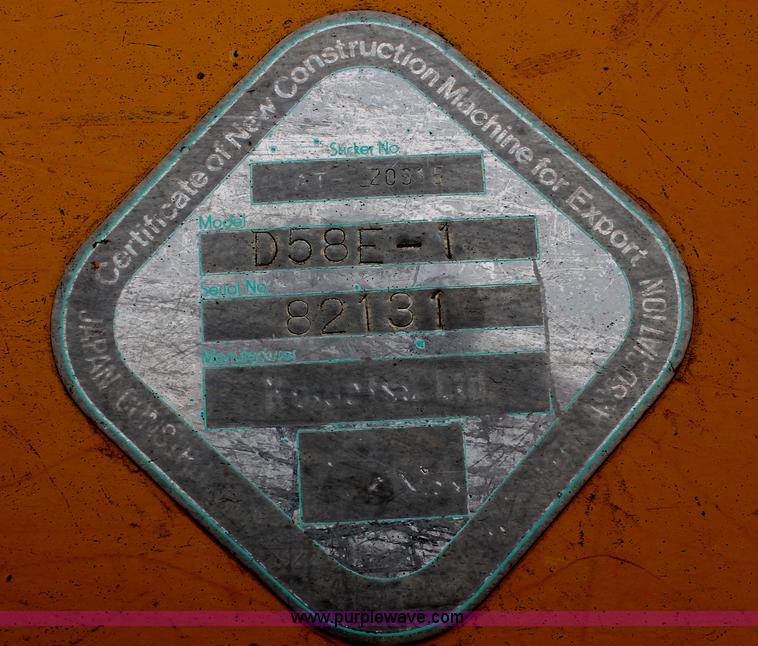 Certificate of New Construction Machine for Export
Sticker No.
AT
Model
D58E-1
Serial No.
82131
Manufacturer
JAPAN
www.purplewave.com